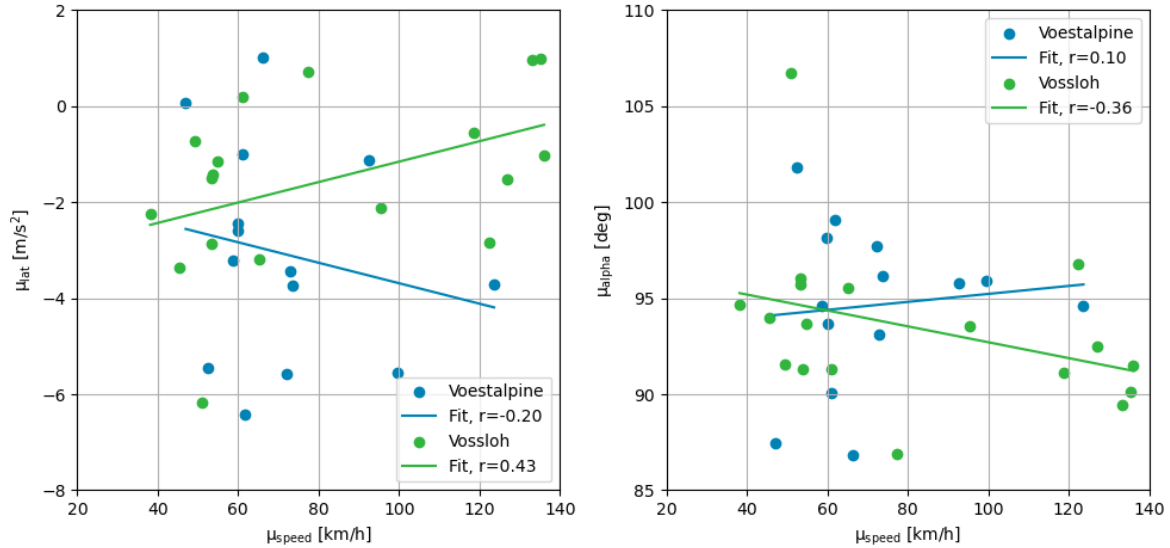 2
0
−2
−4
−6
−8
μlat [m/s²]
20
40
60
80
100
120
140
μspeed [km/h]
Voestalpine
Fit, r=-0.20
Vossloh
Fit, r=0.43
110
105
100
95
90
85
μalpha [deg]
20
40
60
80
100
120
140
μspeed [km/h]
Voestalpine
Fit, r=0.10
Vossloh
Fit, r=-0.36